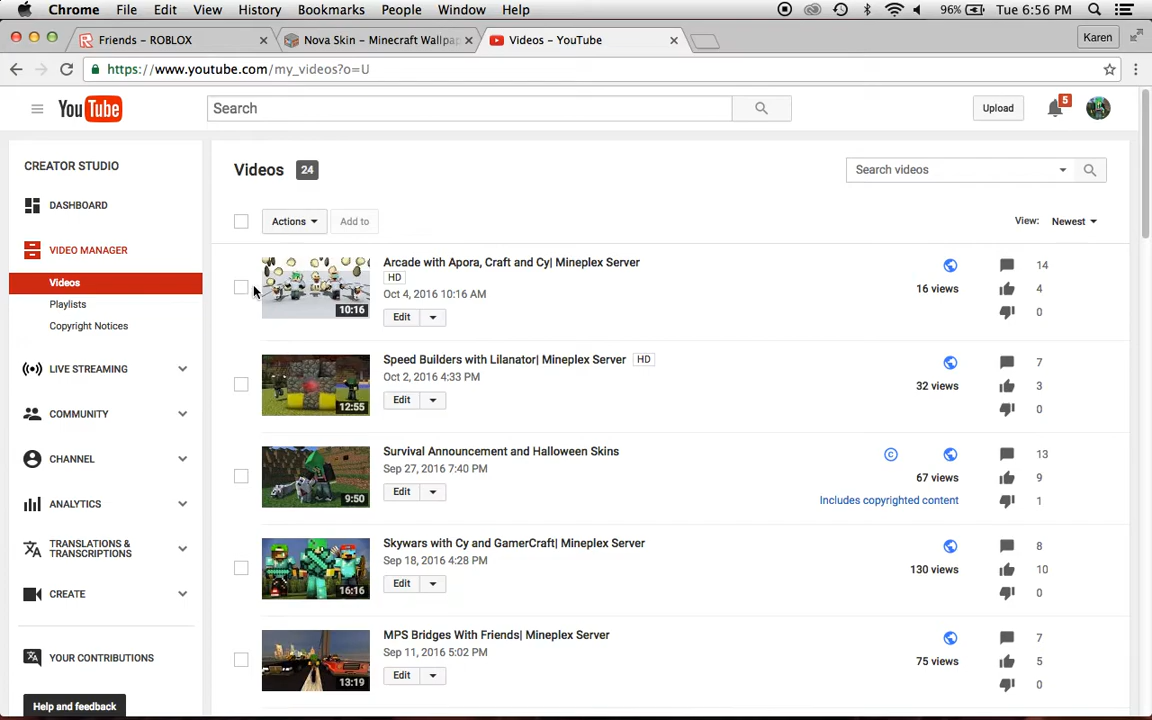 Chrome File Edit View History Bookmarks People Window Help 96% Tue 6:56 PM
Friends – ROBLOX Nova Skin – Minecraft Wallpap Videos – YouTube Karen
https://www.youtube.com/my_videos?o=U
YouTube Search Upload 5
CREATOR STUDIO
DASHBOARD
VIDEO MANAGER
Videos
Playlists
Copyright Notices
LIVE STREAMING
COMMUNITY
CHANNEL
ANALYTICS
TRANSLATIONS &
TRANSCRIPTIONS
CREATE
YOUR CONTRIBUTIONS
Help and feedback
Videos 24 Search videos
Actions Add to View: Newest
Arcade with Apora, Craft and Cy| Mineplex Server
HD
Oct 4, 2016 10:16 AM
Edit
10:16
16 views
14
4
0
Speed Builders with Lilanator| Mineplex Server HD
Oct 2, 2016 4:33 PM
Edit
12:55
32 views
7
3
0
Survival Announcement and Halloween Skins
Sep 27, 2016 7:40 PM
Edit
9:50
67 views
Includes copyrighted content
13
9
1
Skywars with Cy and GamerCraft| Mineplex Server
Sep 18, 2016 4:28 PM
Edit
16:16
130 views
8
10
0
MPS Bridges With Friends| Mineplex Server
Sep 11, 2016 5:02 PM
Edit
13:19
75 views
7
5
0